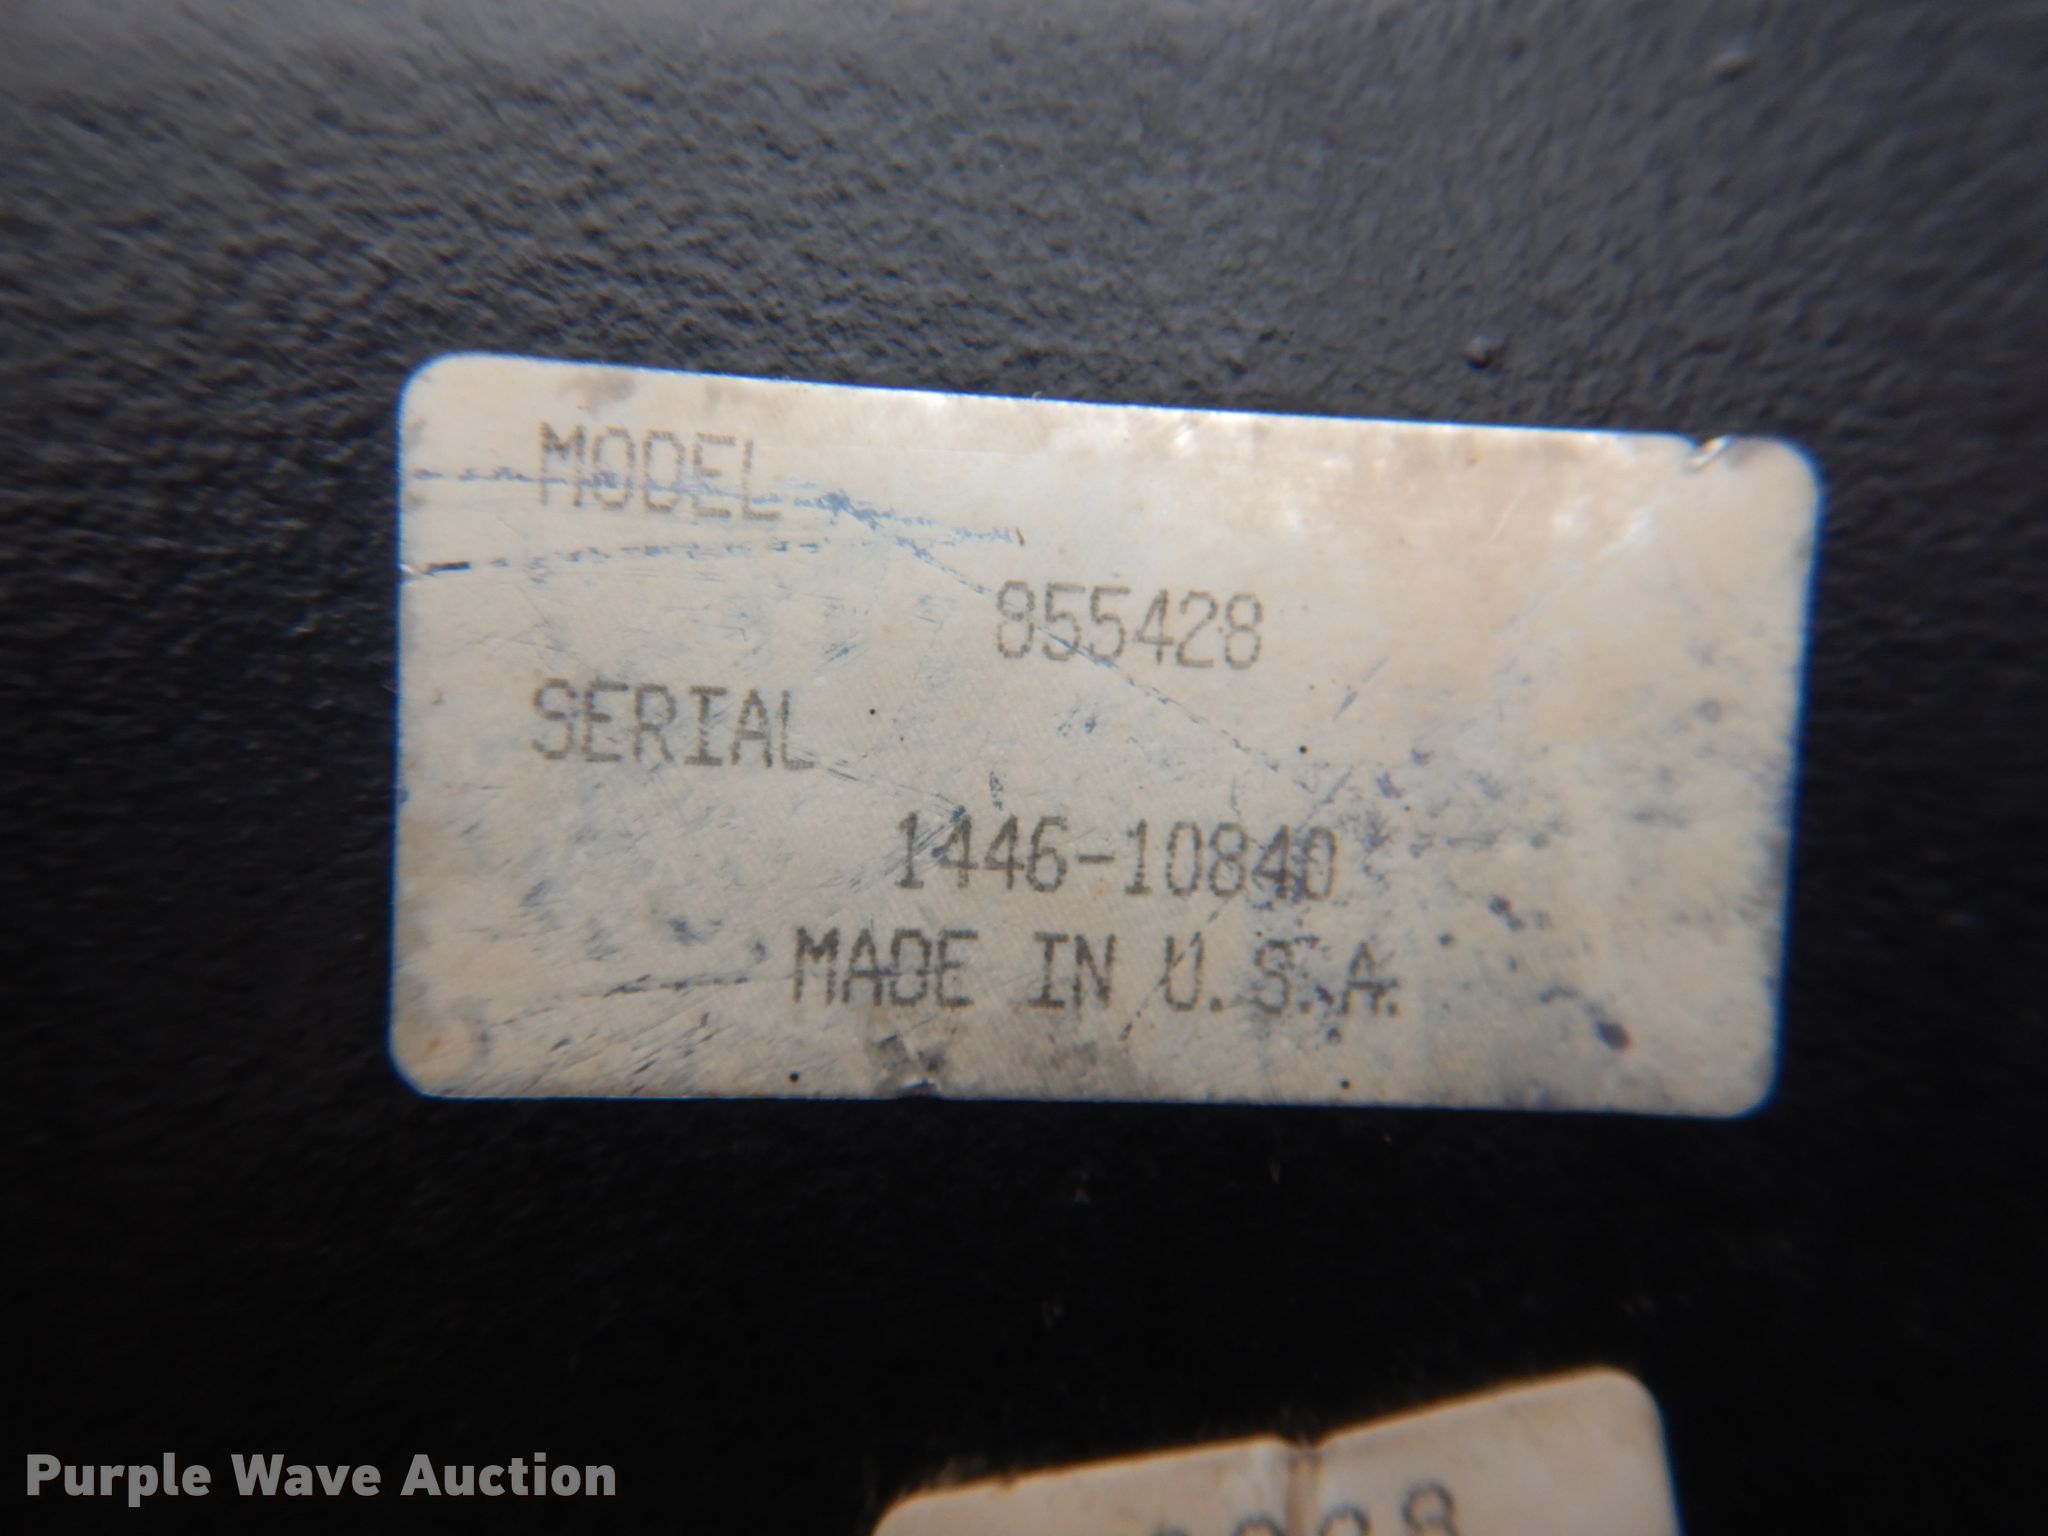 MODEL
855428
SERIAL
1446-10840
MADE IN U.S.A.
Purple Wave Auction